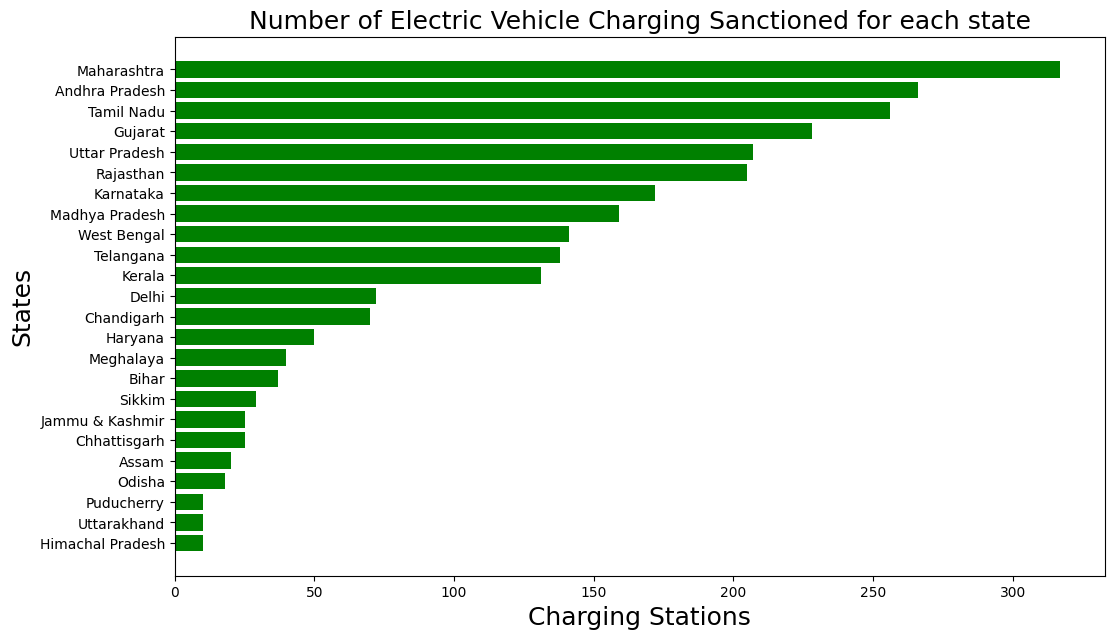 Number of Electric Vehicle Charging Sanctioned for each state
Maharashtra
Andhra Pradesh
Tamil Nadu
Gujarat
Uttar Pradesh
Rajasthan
Karnataka
Madhya Pradesh
West Bengal
Telangana
Kerala
Delhi
Chandigarh
Haryana
Meghalaya
Bihar
Sikkim
Jammu & Kashmir
Chhattisgarh
Assam
Odisha
Puducherry
Uttarakhand
Himachal Pradesh
States
0 50 100 150 200 250 300
Charging Stations